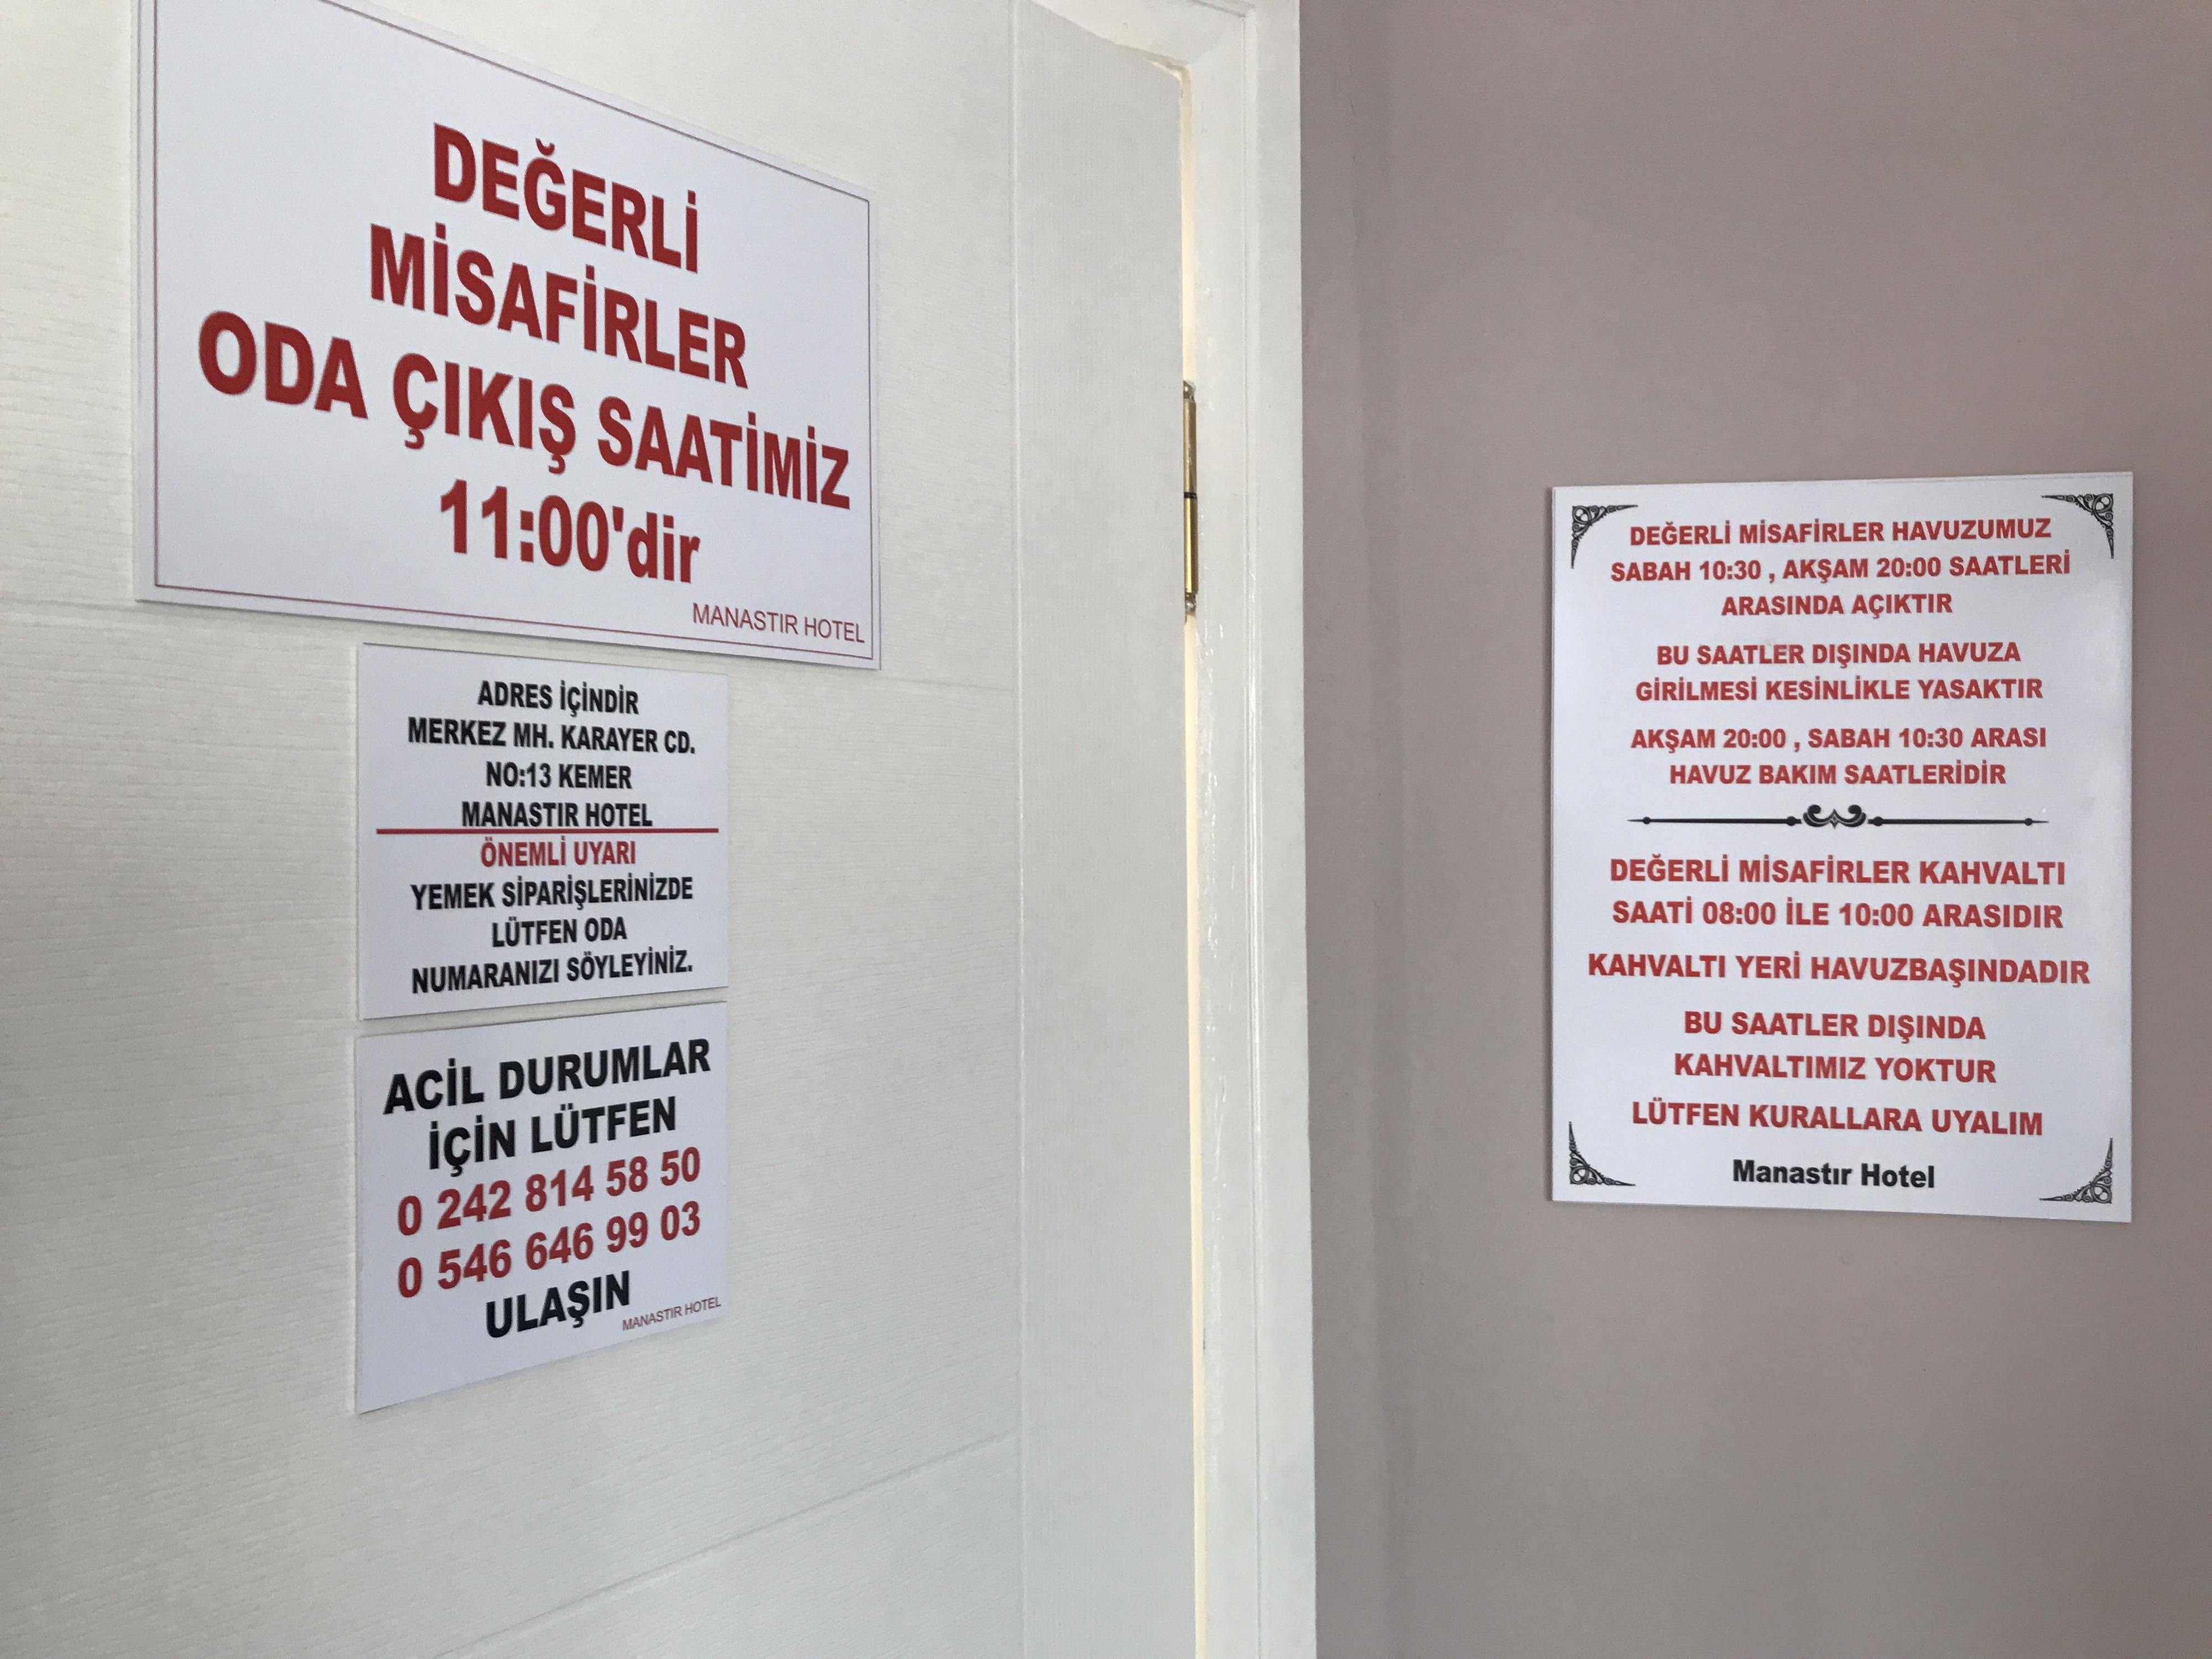 DEĞERLİ
MİSAFİRLER
ODA ÇIKIŞ SAATİMİZ
11:00'dir
MANASTIR HOTEL
ADRES İÇİNDİR
MERKEZ MH. KARAYER CD.
NO:13 KEMER
MANASTIR HOTEL
ÖNEMLİ UYARI
YEMEK SİPARİŞLERİNİZDE
LÜTFEN ODA
NUMARANIZI SÖYLEYİNİZ.
ACİL DURUMLAR
İÇİN LÜTFEN
0 242 814 58 50
0 546 646 99 03
ULAŞIN
MANASTIR HOTEL
DEĞERLİ MİSAFİRLER HAVUZUMUZ
SABAH 10:30 , AKŞAM 20:00 SAATLERİ
ARASINDA AÇIKTIR
BU SAATLER DIŞINDA HAVUZA
GİRİLMESİ KESİNLİKLE YASAKTIR
AKŞAM 20:00 , SABAH 10:30 ARASI
HAVUZ BAKIM SAATLERİDİR
DEĞERLİ MİSAFİRLER KAHVALTI
SAATİ 08:00 İLE 10:00 ARASIDIR
KAHVALTI YERİ HAVUZBAŞINDADIR
BU SAATLER DIŞINDA
KAHVALTIMIZ YOKTUR
LÜTFEN KURALLARA UYALIM
Manastır Hotel